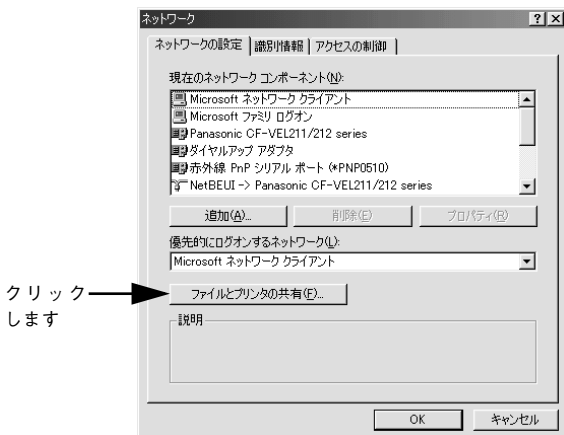 ネットワーク
ネットワークの設定 識別情報 アクセスの制御
現在のネットワーク コンポーネント(N):
Microsoft ネットワーク クライアント
Microsoft ファミリ ログオン
Panasonic CF-VEL211/212 series
ダイヤルアップ アダプタ
赤外線 PnP シリアル ポート (*PNP0510)
NetBEUI -> Panasonic CF-VEL211/212 series
追加(A)... 削除(E) プロパティ(R)
優先的にログオンするネットワーク(L):
Microsoft ネットワーク クライアント
クリック
します
ファイルとプリンタの共有(F)...
説明
OK キャンセル